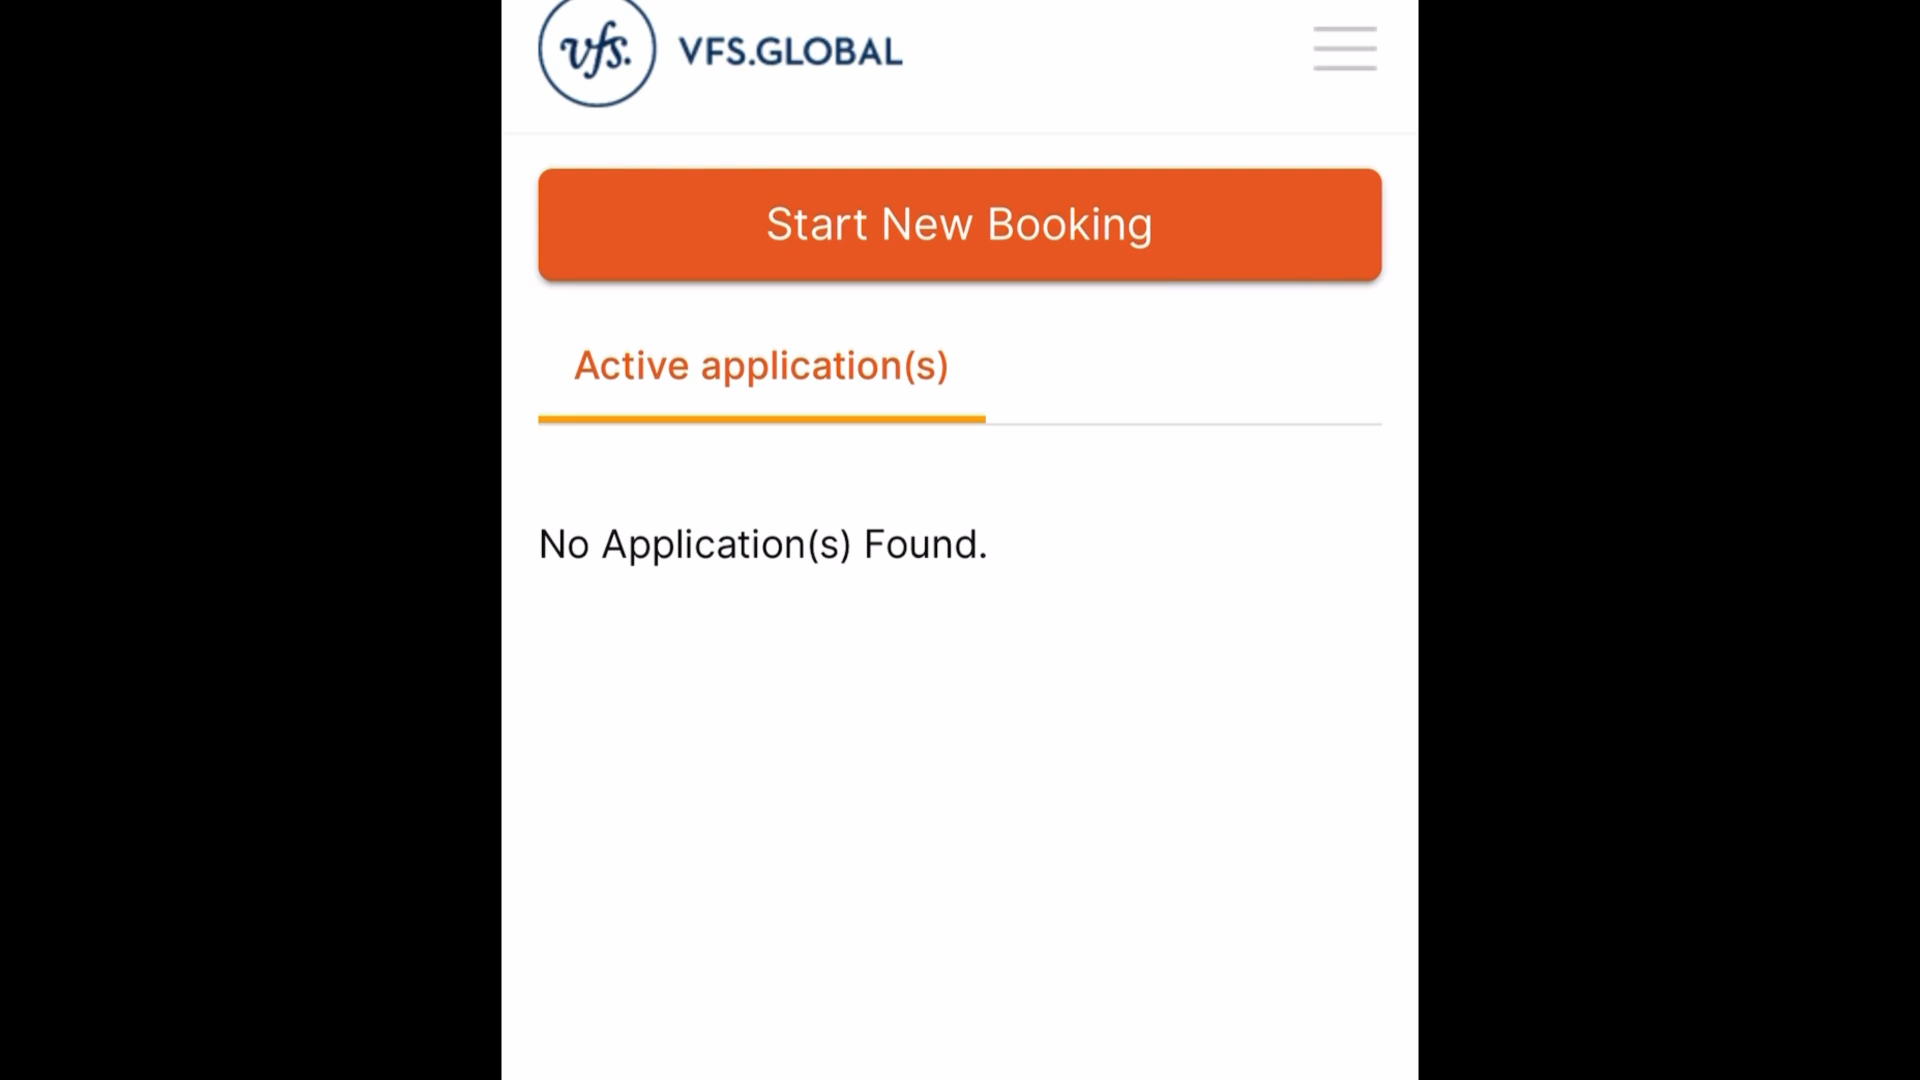 vfs. VFS.GLOBAL
Start New Booking
Active application(s)
No Application(s) Found.